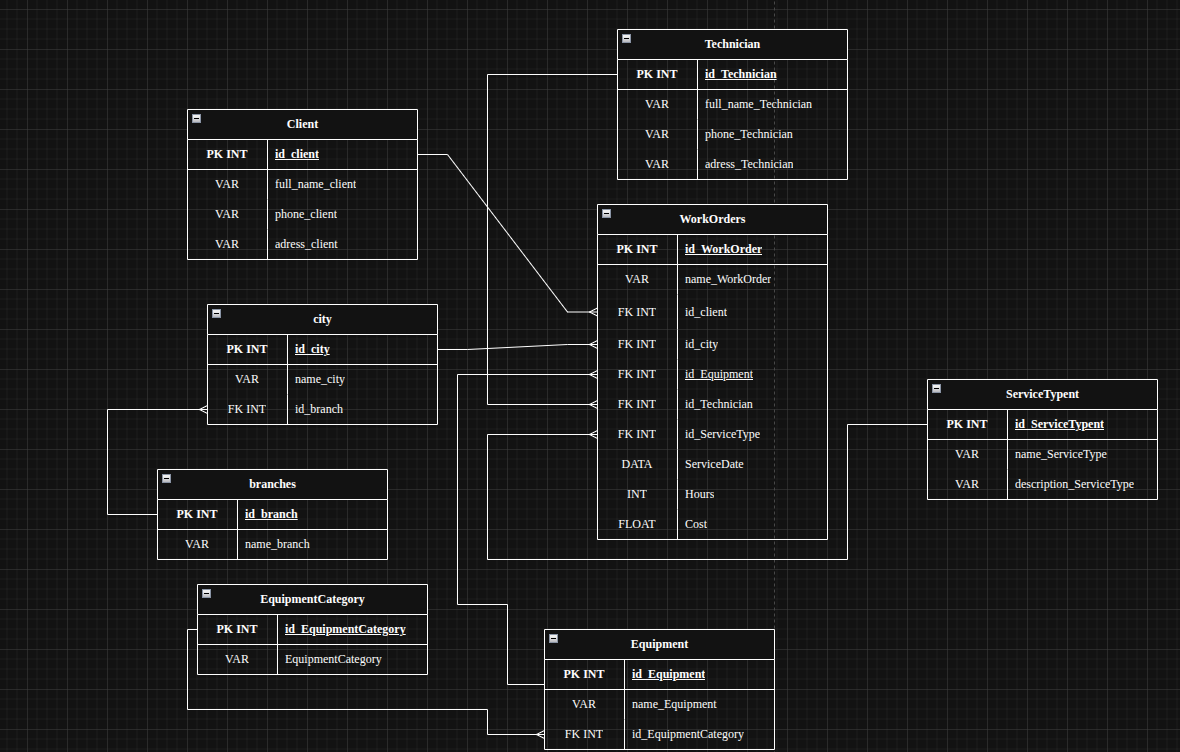 Technician
PK INT id_Technician
VAR full_name_Technician
VAR phone_Technician
VAR adress_Technician
Client
PK INT id_client
VAR full_name_client
VAR phone_client
VAR adress_client
WorkOrders
PK INT id_WorkOrder
VAR name_WorkOrder
FK INT id_client
FK INT id_city
FK INT id_Equipment
FK INT id_Technician
FK INT id_ServiceType
DATA ServiceDate
INT Hours
FLOAT Cost
city
PK INT id_city
VAR name_city
FK INT id_branch
ServiceTypent
PK INT id_ServiceTypent
VAR name_ServiceType
VAR description_ServiceType
branches
PK INT id_branch
VAR name_branch
EquipmentCategory
PK INT id_EquipmentCategory
VAR EquipmentCategory
Equipment
PK INT id_Equipment
VAR name_Equipment
FK INT id_EquipmentCategory